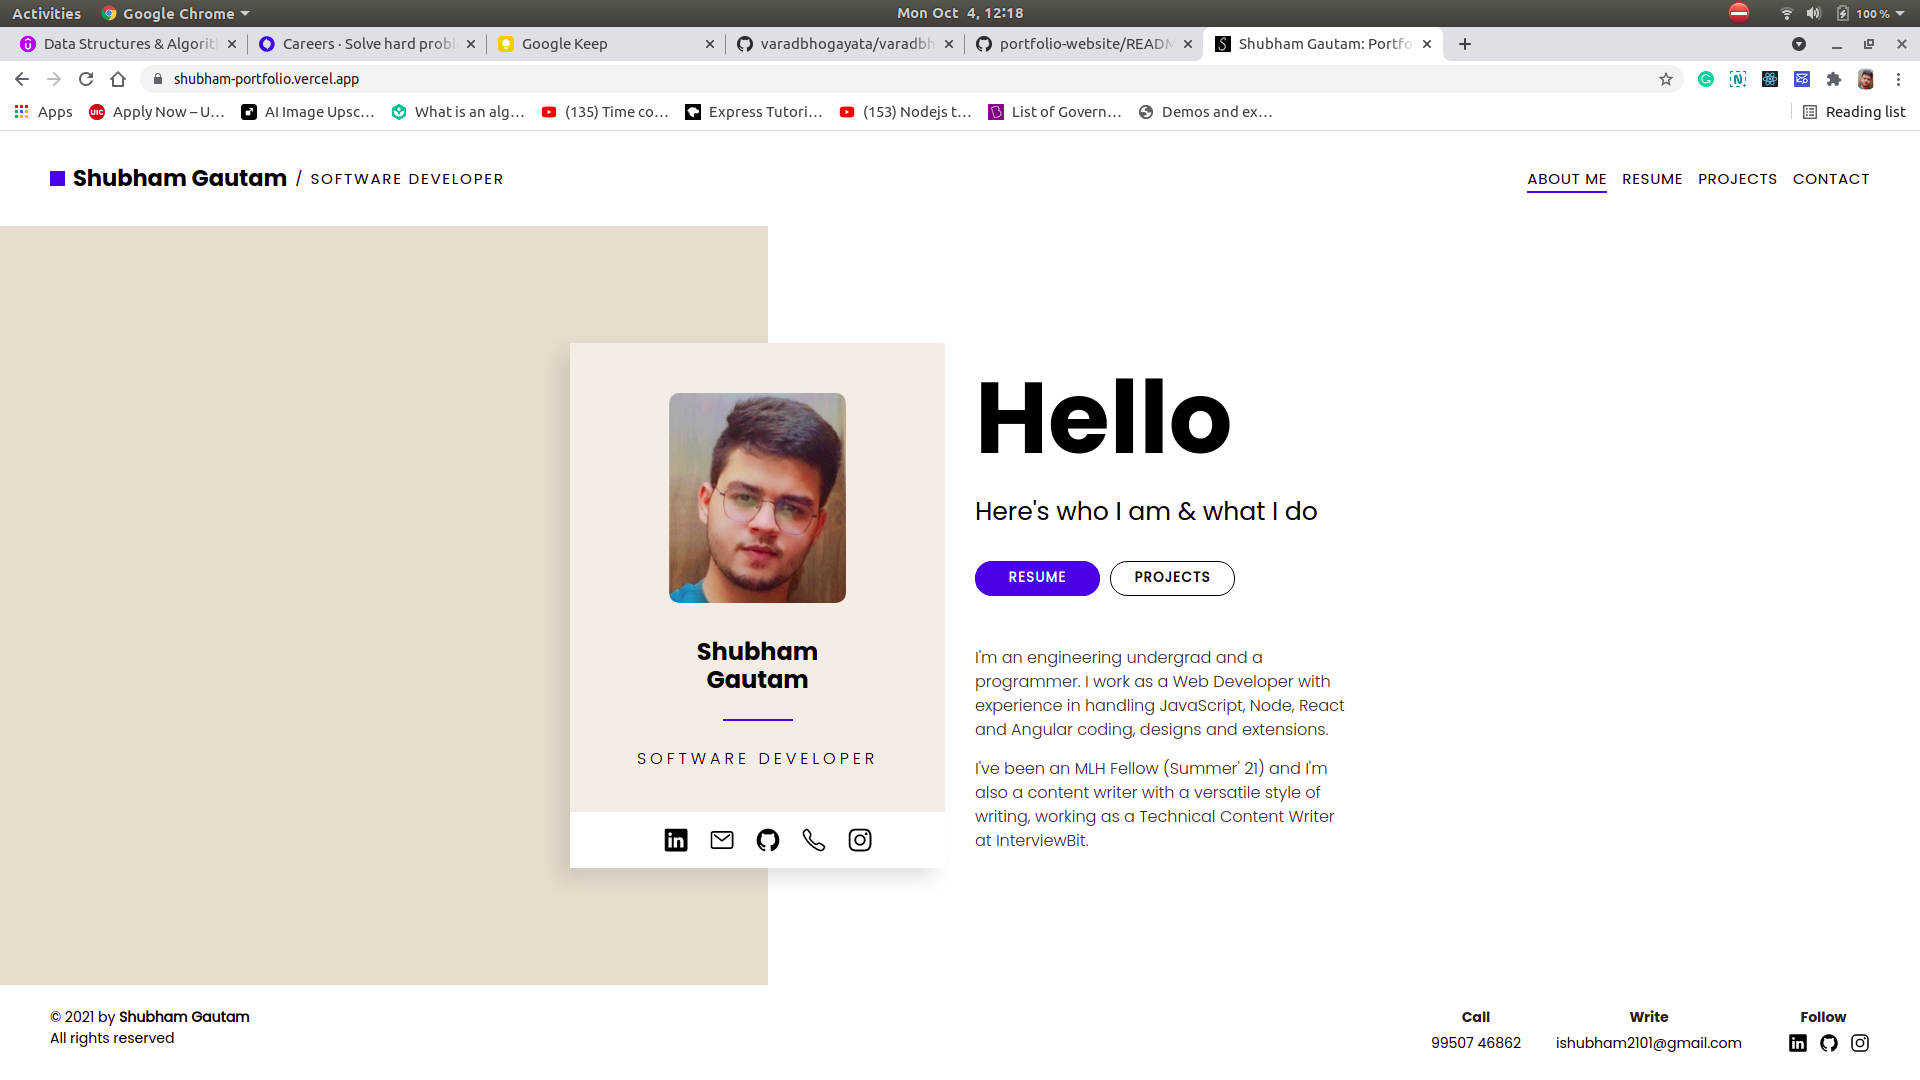 Activities Google Chrome Mon Oct 4, 12:18 100 %
Data Structures & Algorit Careers · Solve hard probl Google Keep varadbhogayata/varadbh portfolio-website/READM Shubham Gautam: Portfo
shubham-portfolio.vercel.app
Apps Apply Now – U... AI Image Upsc... What is an alg... (135) Time co... Express Tutori... (153) Nodejs t... List of Govern... Demos and ex... Reading list
Shubham Gautam / SOFTWARE DEVELOPER ABOUT ME RESUME PROJECTS CONTACT
Shubham
Gautam
SOFTWARE DEVELOPER
Hello
Here's who I am & what I do
RESUME PROJECTS
I'm an engineering undergrad and a
programmer. I work as a Web Developer with
experience in handling JavaScript, Node, React
and Angular coding, designs and extensions.
I've been an MLH Fellow (Summer' 21) and I'm
also a content writer with a versatile style of
writing, working as a Technical Content Writer
at InterviewBit.
© 2021 by Shubham Gautam
All rights reserved
Call
99507 46862
Write
ishubham2101@gmail.com
Follow